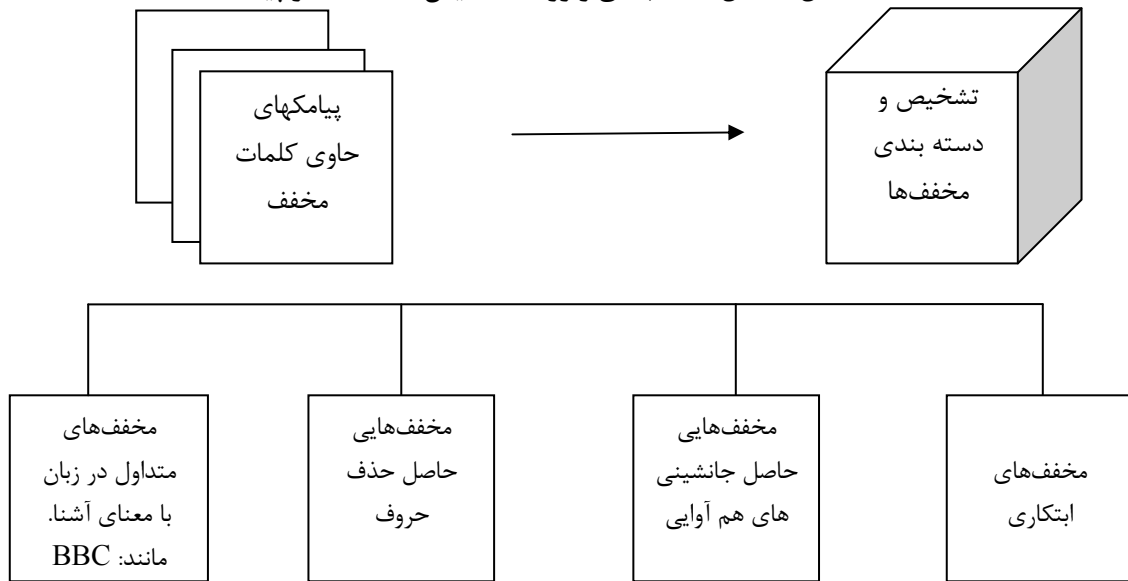 پیامکهای
حاوی کلمات
مخفف
تشخیص و
دسته بندی
مخفف‌ها
مخفف‌های
متداول در زبان
با معنای آشنا.
مانند: BBC
مخفف‌هایی
حاصل حذف
حروف
مخفف‌هایی
حاصل جانشینی
های هم آوایی
مخفف‌های
ابتکاری